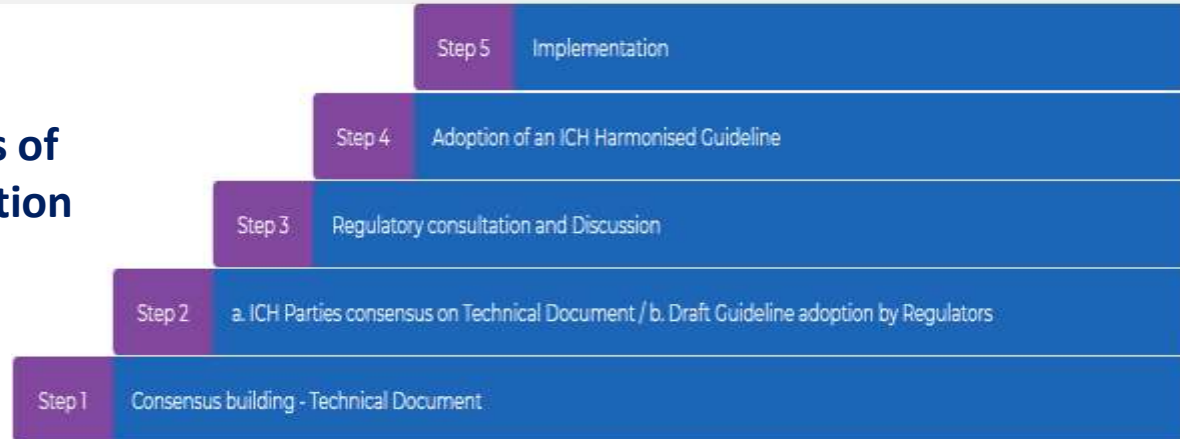 Step 5 Implementation
s of
tion
Step 4 Adoption of an ICH Harmonised Guideline
Step 3 Regulatory consultation and Discussion
Step 2 a. ICH Parties consensus on Technical Document / b. Draft Guideline adoption by Regulators
Step 1 Consensus building - Technical Document